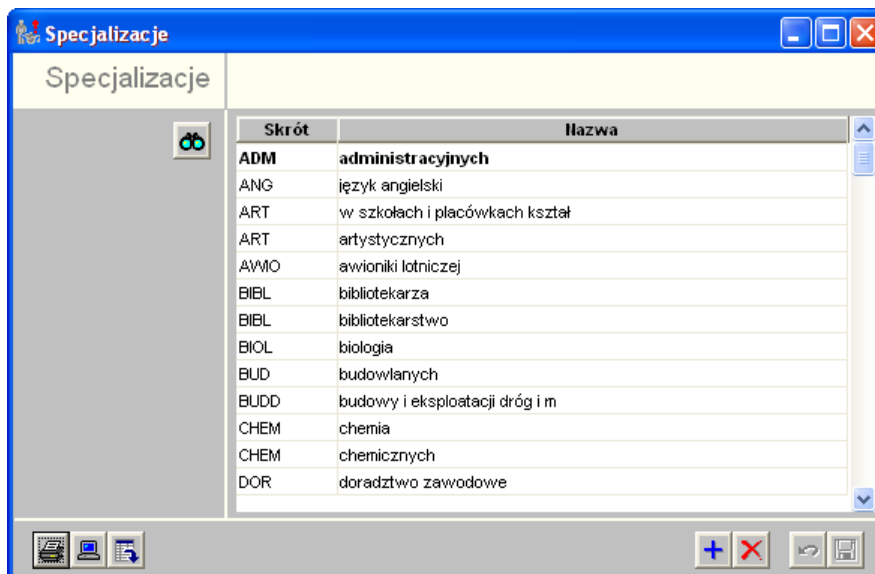 Specjalizacje
Specjalizacje
Skrót Nazwa
ADM administracyjnych
ANG język angielski
ART w szkołach i placówkach kształ
ART artystycznych
AWIO awioniki lotniczej
BIBL bibliotekarza
BIBL bibliotekarstwo
BIOL biologia
BUD budowlanych
BUDD budowy i eksploatacji dróg i m
CHEM chemia
CHEM chemicznych
DOR doradztwo zawodowe